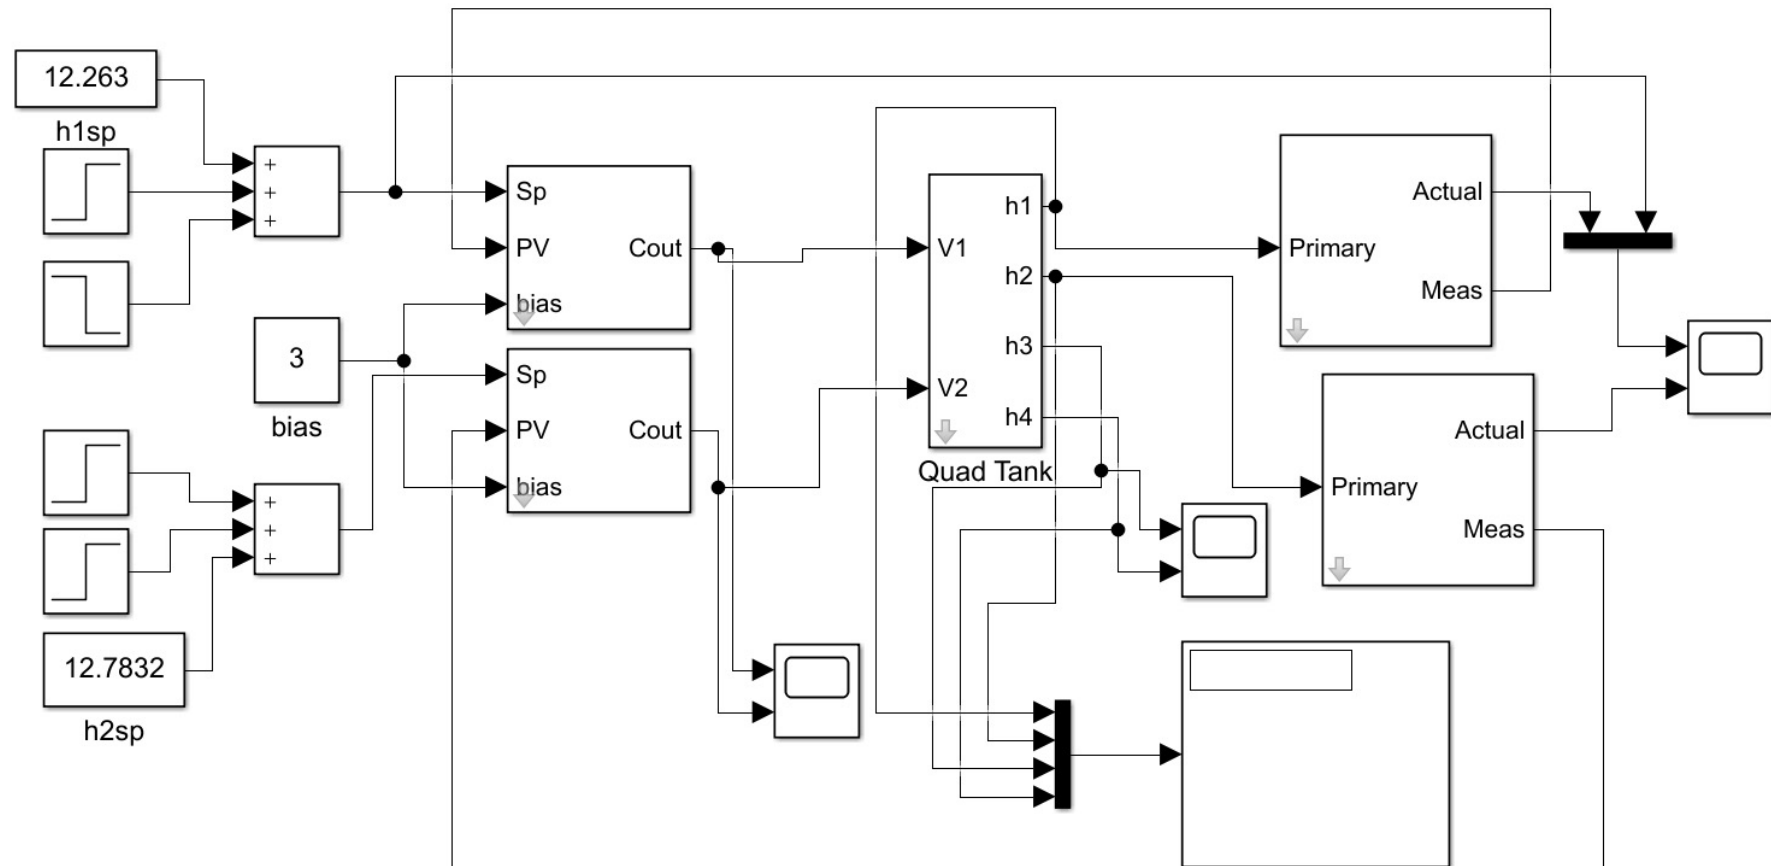 12.263
h1sp
+
+
+
3
bias
+
+
+
12.7832
h2sp
Sp
PV
bias
Cout
Sp
PV
bias
Cout
V1
V2
h1
h2
h3
h4
Quad Tank
Primary
Actual
Meas
Primary
Actual
Meas